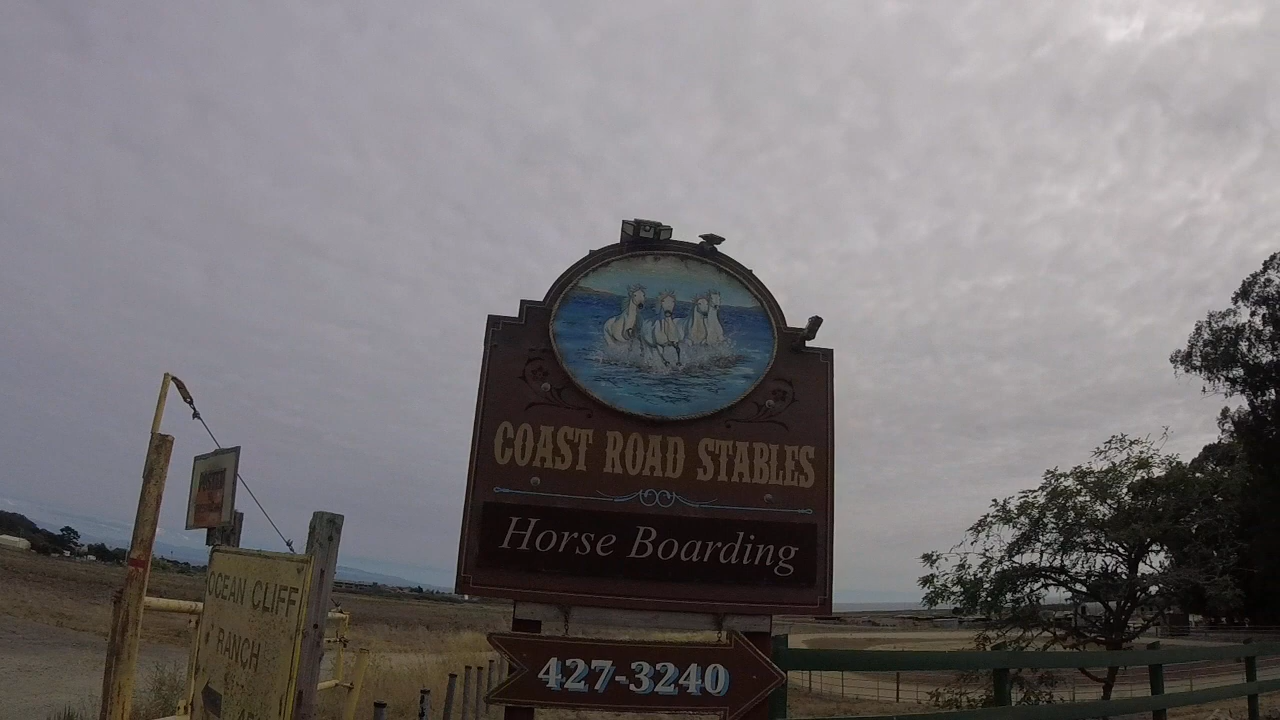 COAST ROAD STABLES
Horse Boarding
427-3240
OCEAN CLIFF
RANCH